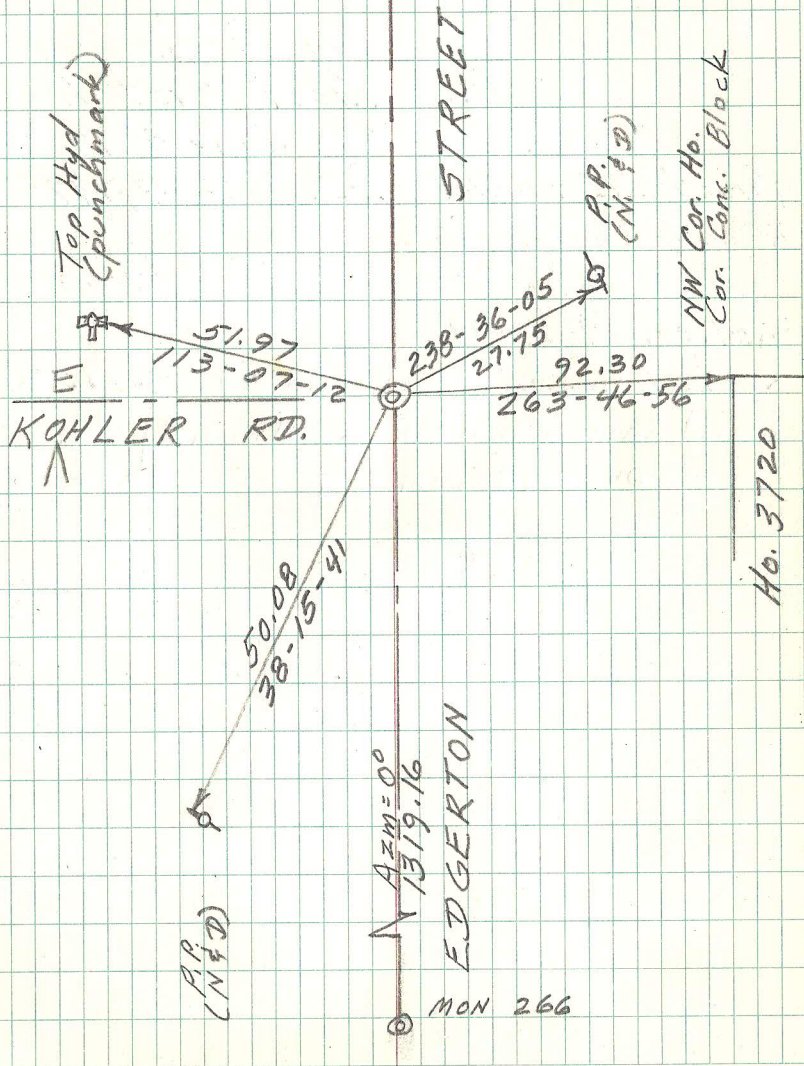 STREET
Top Hyd
(punchmark)
P.P.
(N & D)
NW Cor. Ho.
Cor. Conc. Block
51.97
113-07-12
238-36-05
27.75
92.30
263-46-56
E
KOHLER RD.
Ho. 3720
50.08
38-15-41
Azm=0°
1319.16
EDGERTON
P.P.
(N & D)
MON 266